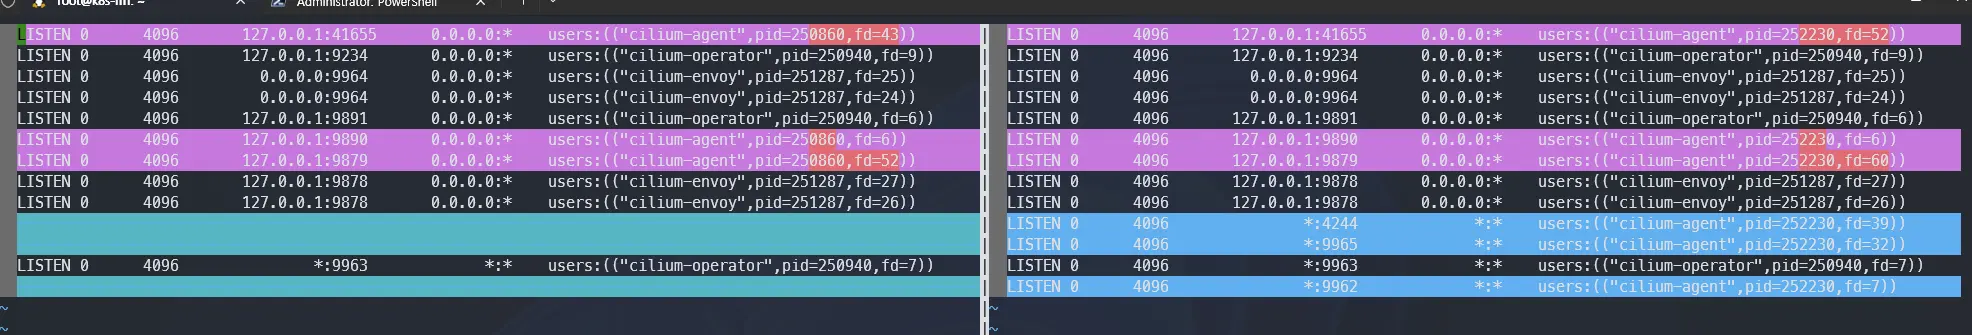 root@k8s-
Administrator: PowerShell
LISTEN 0 4096 127.0.0.1:41655 0.0.0.0:* users:(("cilium-agent",pid=250860,fd=43))
LISTEN 0 4096 127.0.0.1:9234 0.0.0.0:* users:(("cilium-operator",pid=250940,fd=9))
LISTEN 0 4096 0.0.0.0:9964 0.0.0.0:* users:(("cilium-envoy",pid=251287,fd=25))
LISTEN 0 4096 0.0.0.0:9964 0.0.0.0:* users:(("cilium-envoy",pid=251287,fd=24))
LISTEN 0 4096 127.0.0.1:9891 0.0.0.0:* users:(("cilium-operator",pid=250940,fd=6))
LISTEN 0 4096 127.0.0.1:9890 0.0.0.0:* users:(("cilium-agent",pid=250860,fd=6))
LISTEN 0 4096 127.0.0.1:9879 0.0.0.0:* users:(("cilium-agent",pid=250860,fd=52))
LISTEN 0 4096 127.0.0.1:9878 0.0.0.0:* users:(("cilium-envoy",pid=251287,fd=27))
LISTEN 0 4096 127.0.0.1:9878 0.0.0.0:* users:(("cilium-envoy",pid=251287,fd=26))
LISTEN 0 4096 *:9963 *:* users:(("cilium-operator",pid=250940,fd=7))
~
~
LISTEN 0 4096 127.0.0.1:41655 0.0.0.0:* users:(("cilium-agent",pid=252230,fd=52))
LISTEN 0 4096 127.0.0.1:9234 0.0.0.0:* users:(("cilium-operator",pid=250940,fd=9))
LISTEN 0 4096 0.0.0.0:9964 0.0.0.0:* users:(("cilium-envoy",pid=251287,fd=25))
LISTEN 0 4096 0.0.0.0:9964 0.0.0.0:* users:(("cilium-envoy",pid=251287,fd=24))
LISTEN 0 4096 127.0.0.1:9891 0.0.0.0:* users:(("cilium-operator",pid=250940,fd=6))
LISTEN 0 4096 127.0.0.1:9890 0.0.0.0:* users:(("cilium-agent",pid=252230,fd=6))
LISTEN 0 4096 127.0.0.1:9879 0.0.0.0:* users:(("cilium-agent",pid=252230,fd=60))
LISTEN 0 4096 127.0.0.1:9878 0.0.0.0:* users:(("cilium-envoy",pid=251287,fd=27))
LISTEN 0 4096 127.0.0.1:9878 0.0.0.0:* users:(("cilium-envoy",pid=251287,fd=26))
LISTEN 0 4096 *:4244 *:* users:(("cilium-agent",pid=252230,fd=39))
LISTEN 0 4096 *:9965 *:* users:(("cilium-agent",pid=252230,fd=32))
LISTEN 0 4096 *:9963 *:* users:(("cilium-operator",pid=250940,fd=7))
LISTEN 0 4096 *:9962 *:* users:(("cilium-agent",pid=252230,fd=7))
~
~